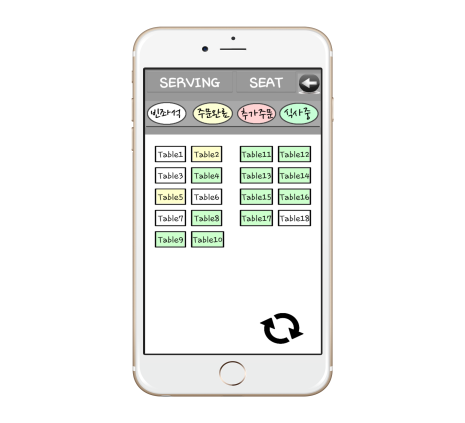 SERVING SEAT
빈좌석 주문완료 추가주문 식사중
Table1 Table2 Table11 Table12
Table3 Table4 Table13 Table14
Table5 Table6 Table15 Table16
Table7 Table8 Table17 Table18
Table9 Table10